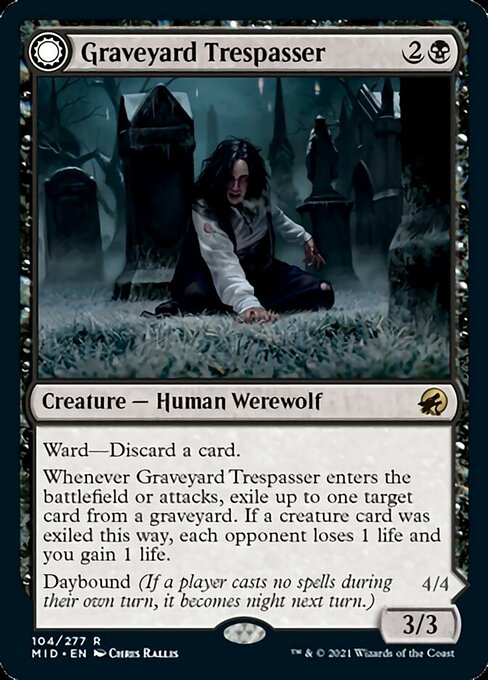 Graveyard Trespasser 2
Creature — Human Werewolf
Ward—Discard a card.
Whenever Graveyard Trespasser enters the
battlefield or attacks, exile up to one target
card from a graveyard. If a creature card was
exiled this way, each opponent loses 1 life and
you gain 1 life.
Daybound (If a player casts no spells during
their own turn, it becomes night next turn.)
4/4
3/3
104/277 R
MID • EN Chris Rallis
™ & © 2021 Wizards of the Coast